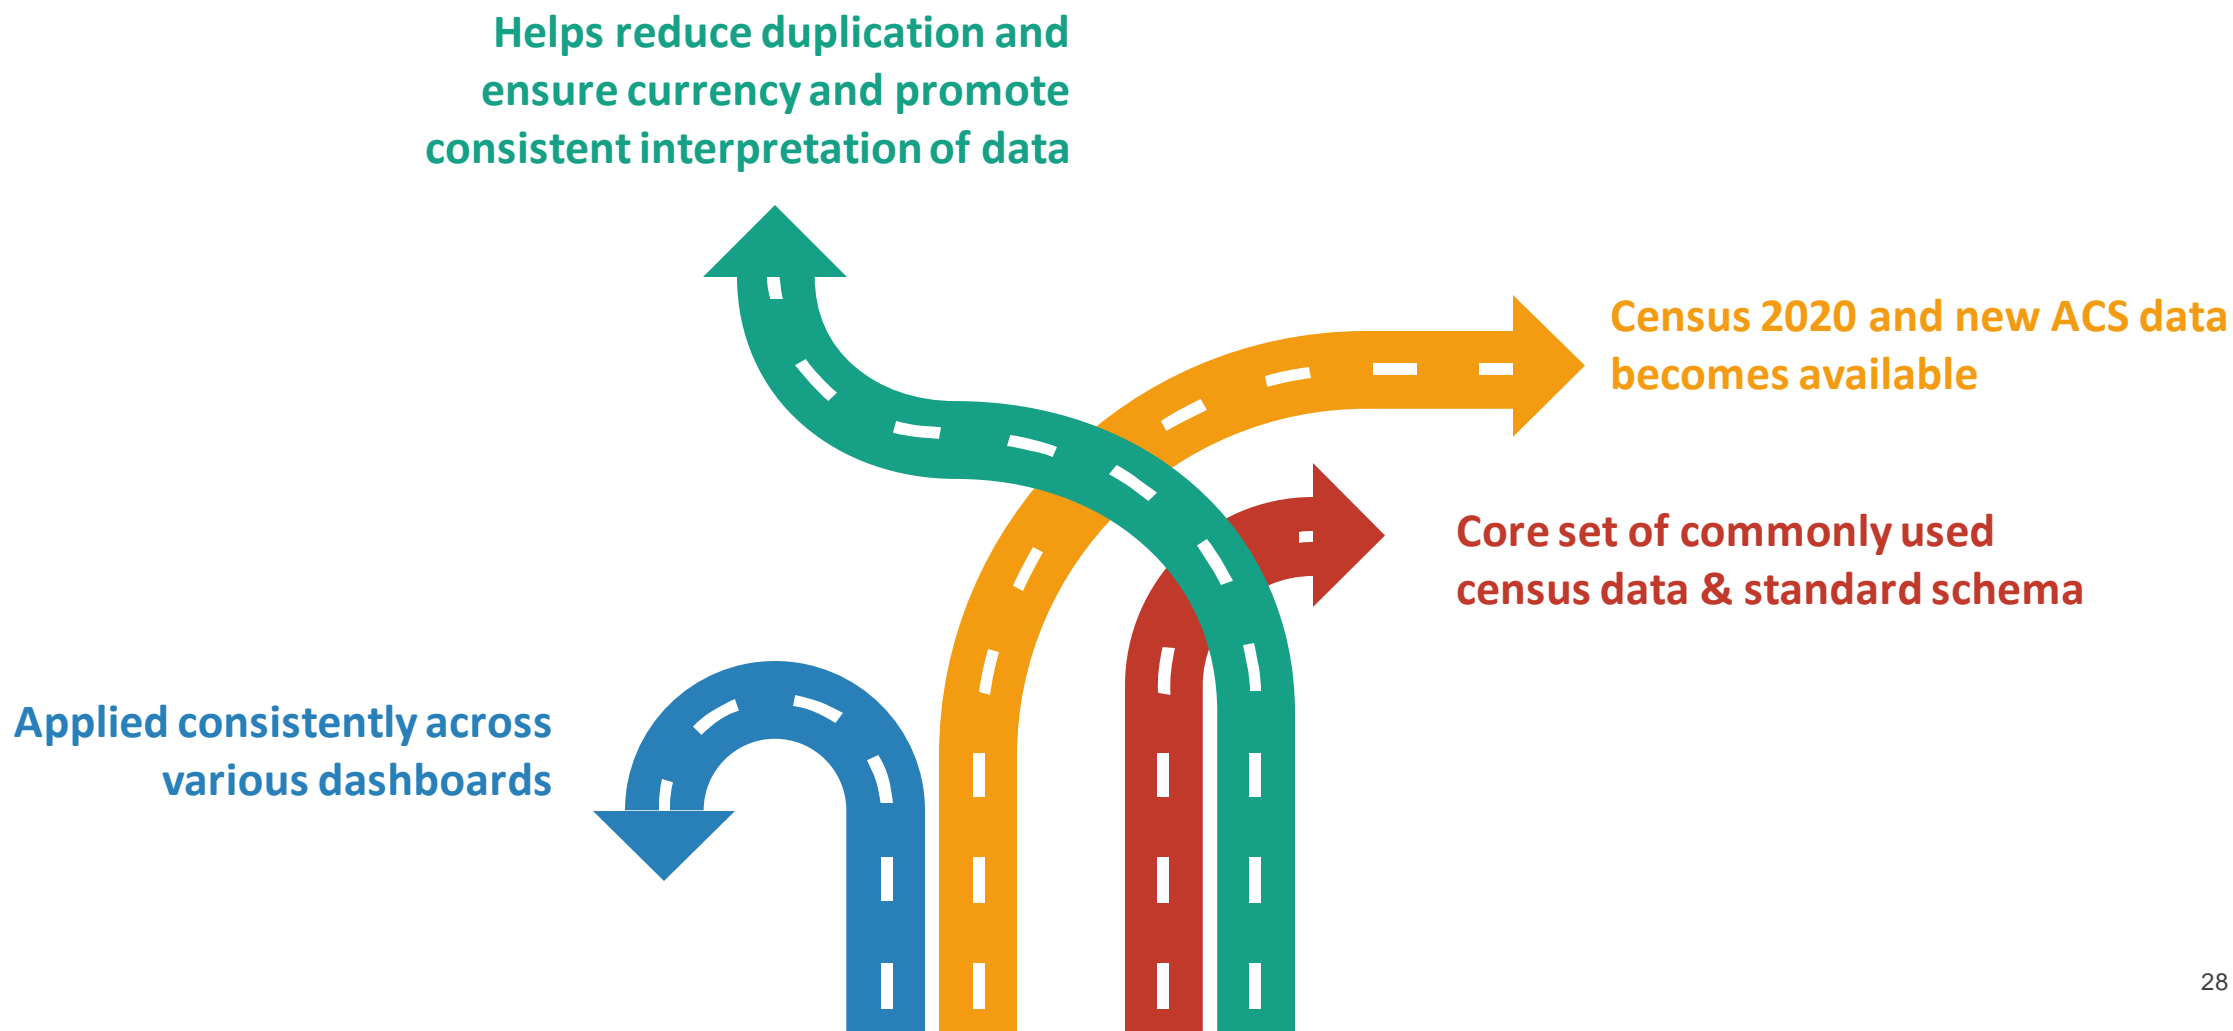 Helps reduce duplication and
ensure currency and promote
consistent interpretation of data
Census 2020 and new ACS data
becomes available
Core set of commonly used
census data & standard schema
Applied consistently across
various dashboards
28